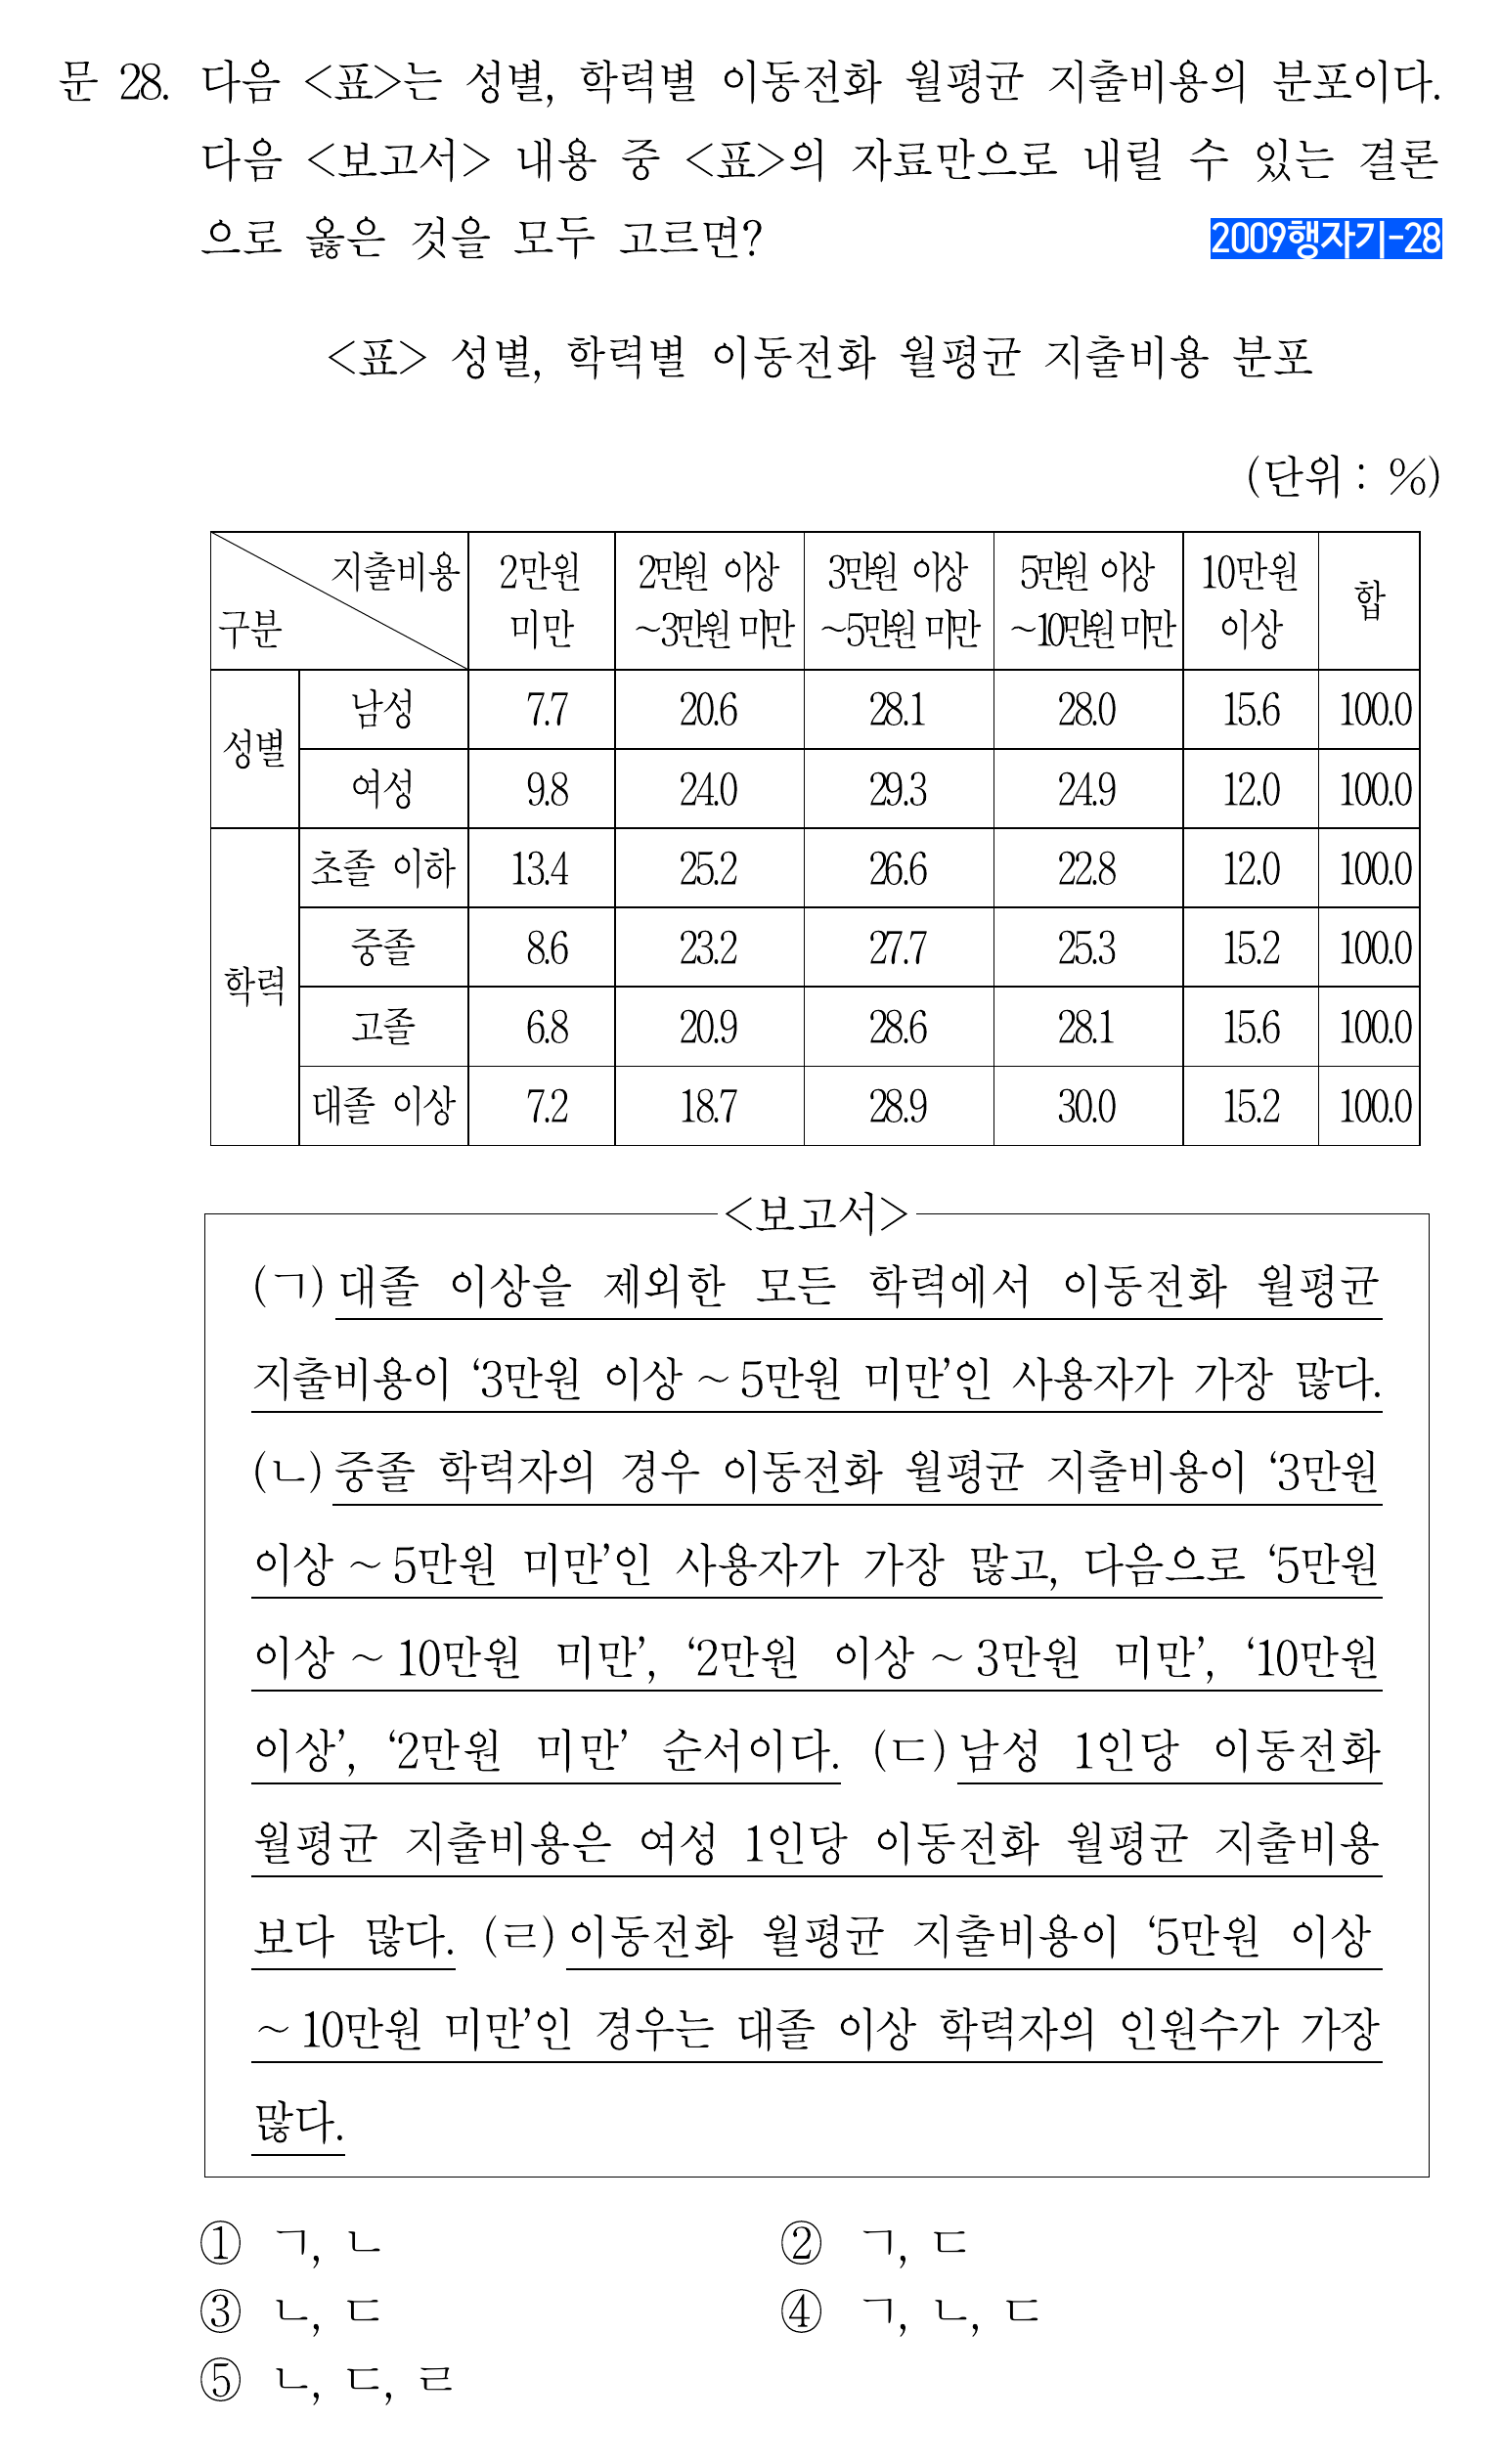 문 28. 다음 <표>는 성별, 학력별 이동전화 월평균 지출비용의 분포이다.
다음 <보고서> 내용 중 <표>의 자료만으로 내릴 수 있는 결론
으로 옳은 것을 모두 고르면?
2009행자기-28
<표> 성별, 학력별 이동전화 월평균 지출비용 분포
(단위 : %)
구분 지출비용 2만원 미만 2만원 이상 ~3만원 미만 3만원 이상 ~5만원 미만 5만원 이상 ~10만원 미만 10만원 이상 합
성별 남성 7.7 20.6 28.1 28.0 15.6 100.0
여성 9.8 24.0 29.3 24.9 12.0 100.0
학력 초졸 이하 13.4 25.2 26.6 22.8 12.0 100.0
중졸 8.6 23.2 27.7 25.3 15.2 100.0
고졸 6.8 20.9 28.6 28.1 15.6 100.0
대졸 이상 7.2 18.7 28.9 30.0 15.2 100.0
<보고서>
(ㄱ) 대졸 이상을 제외한 모든 학력에서 이동전화 월평균
지출비용이 ‘3만원 이상 ~ 5만원 미만’인 사용자가 가장 많다.
(ㄴ) 중졸 학력자의 경우 이동전화 월평균 지출비용이 ‘3만원
이상 ~ 5만원 미만’인 사용자가 가장 많고, 다음으로 ‘5만원
이상 ~ 10만원 미만’, ‘2만원 이상 ~ 3만원 미만’, ‘10만원
이상’, ‘2만원 미만’ 순서이다. (ㄷ) 남성 1인당 이동전화
월평균 지출비용은 여성 1인당 이동전화 월평균 지출비용
보다 많다. (ㄹ) 이동전화 월평균 지출비용이 ‘5만원 이상
~ 10만원 미만’인 경우는 대졸 이상 학력자의 인원수가 가장
많다.
① ㄱ, ㄴ ② ㄱ, ㄷ
③ ㄴ, ㄷ ④ ㄱ, ㄴ, ㄷ
⑤ ㄴ, ㄷ, ㄹ